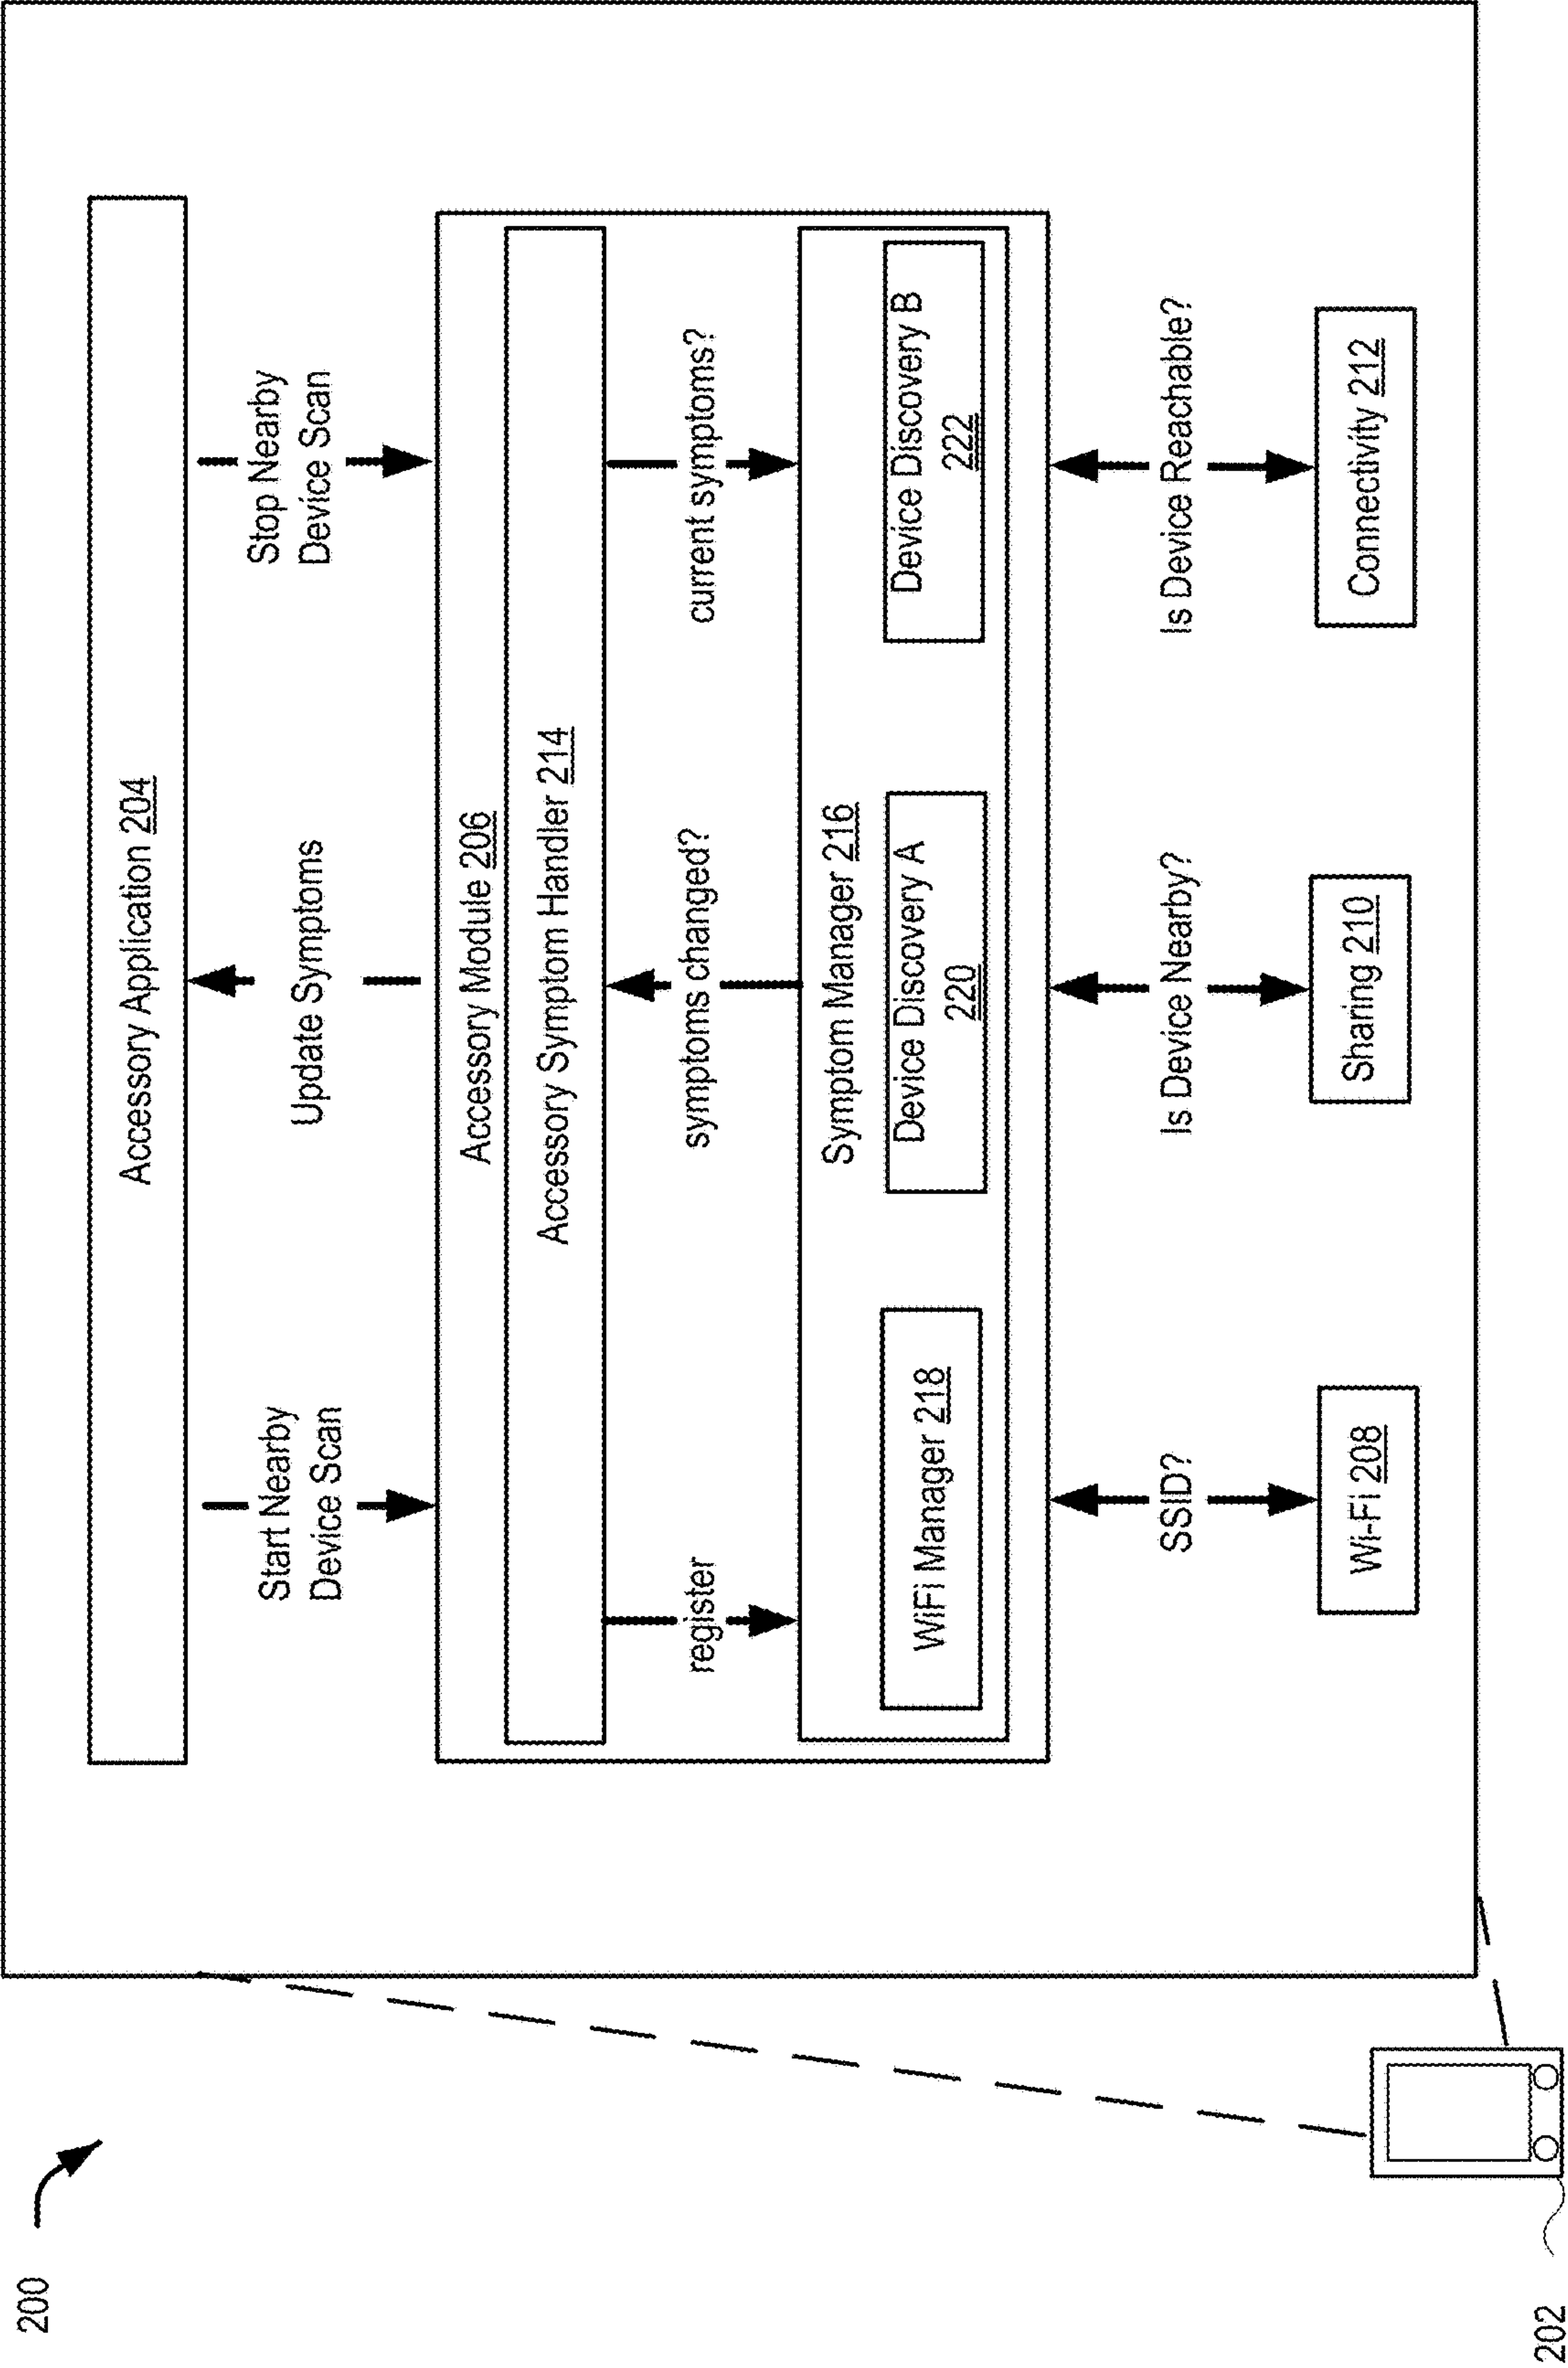 200
Accessory Application 204
Start Nearby
Device Scan
Update Symptoms
Stop Nearby
Device Scan
Accessory Module 206
Accessory Symptom Handler 214
register
symptoms changed?
current symptoms?
Symptom Manager 216
WiFi Manager 218
Device Discovery A
220
Device Discovery B
222
SSID?
Is Device Nearby?
Is Device Reachable?
Wi-Fi 208
Sharing 210
Connectivity 212
202